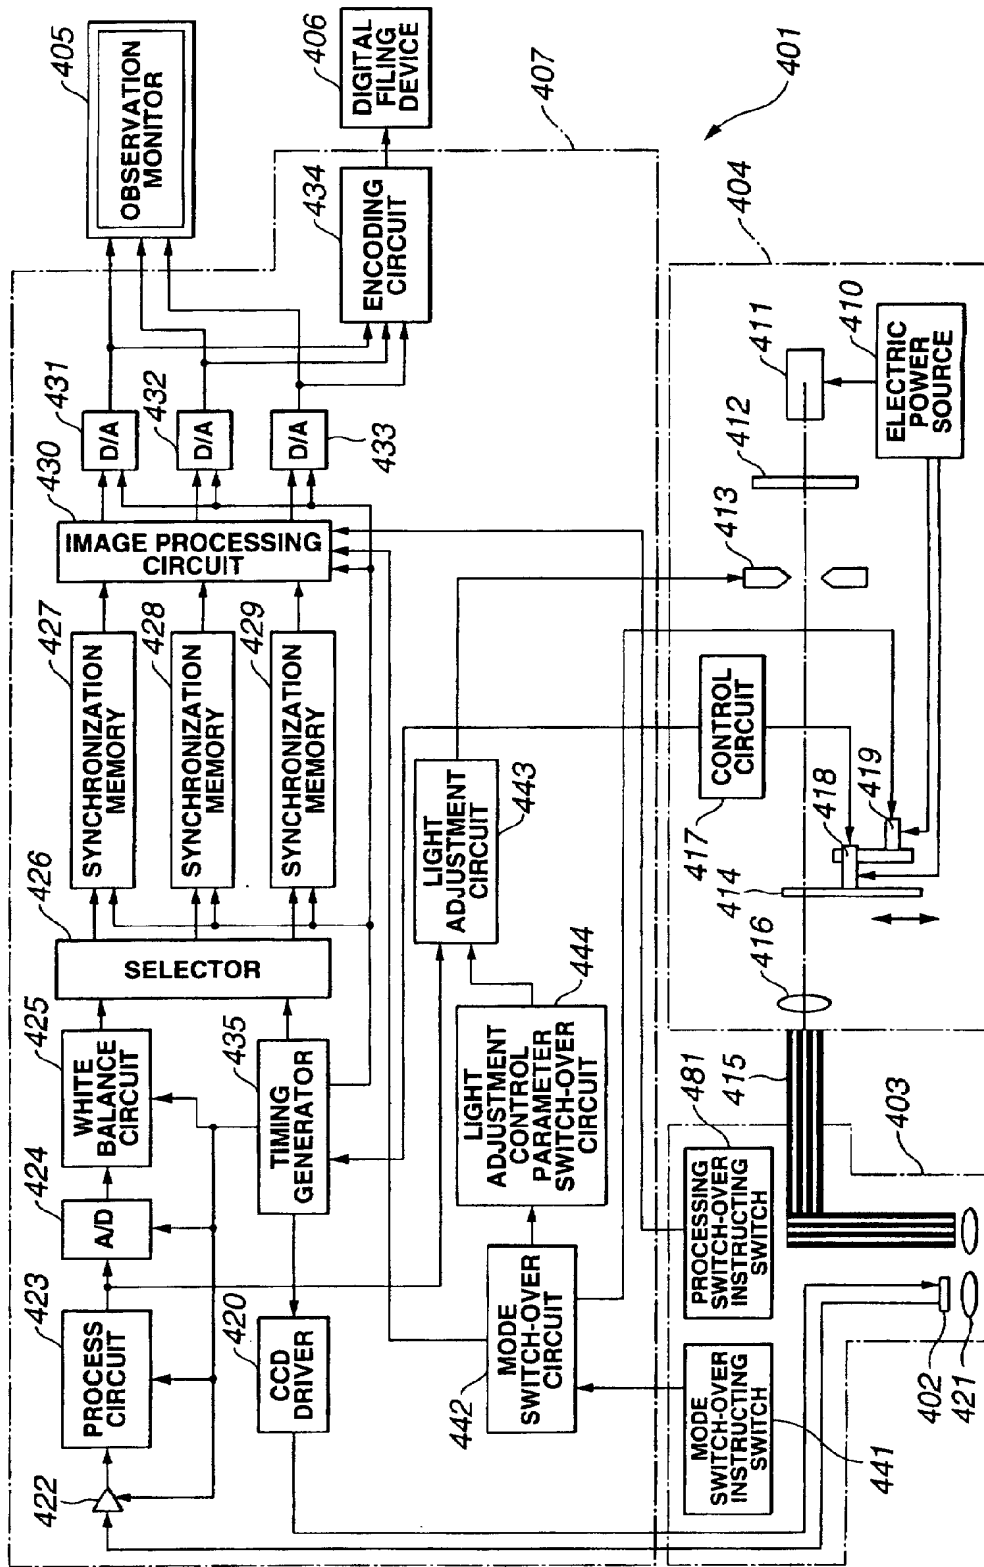 405
OBSERVATION
MONITOR
406
DIGITAL
FILING
DEVICE
407
401
434
ENCODING
CIRCUIT
431
D/A
432
D/A
433
D/A
430
IMAGE PROCESSING
CIRCUIT
427
SYNCHRONIZATION
MEMORY
428
SYNCHRONIZATION
MEMORY
429
SYNCHRONIZATION
MEMORY
426
SELECTOR
425
WHITE
BALANCE
CIRCUIT
424
A/D
423
PROCESS
CIRCUIT
422
435
TIMING
GENERATOR
420
CCD
DRIVER
443
LIGHT
ADJUSTMENT
CIRCUIT
444
LIGHT
ADJUSTMENT
CONTROL
PARAMETER
SWITCH-OVER
CIRCUIT
442
MODE
SWITCH-OVER
CIRCUIT
404
410
ELECTRIC
POWER
SOURCE
411
412
413
417
CONTROL
CIRCUIT
418
419
414
416
415
481
PROCESSING
SWITCH-OVER
INSTRUCTING
SWITCH
403
441
MODE
SWITCH-OVER
INSTRUCTING
SWITCH
402
421